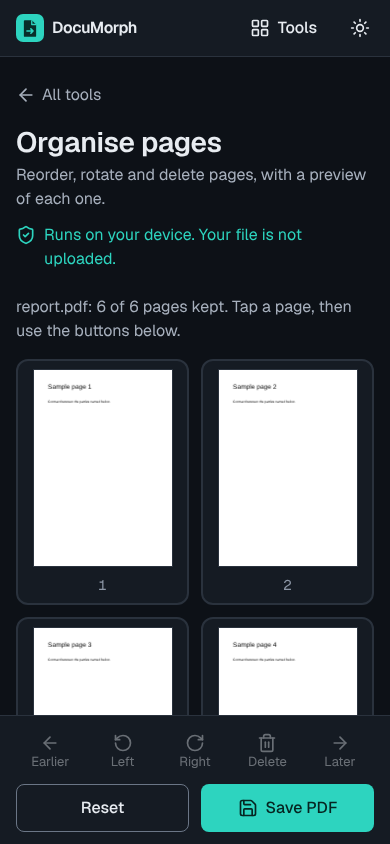 DocuMorph
Tools
All tools
Organise pages
Reorder, rotate and delete pages, with a preview
of each one.
Runs on your device. Your file is not
uploaded.
report.pdf: 6 of 6 pages kept. Tap a page, then
use the buttons below.
Sample page 1
Sample page 2
1
2
Sample page 3
Sample page 4
Earlier
Left
Right
Delete
Later
Reset
Save PDF